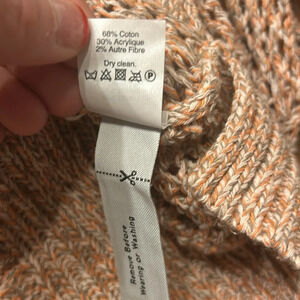 68% Coton
30% Acrylique
2% Autre Fibre
Dry clean.
P
Remove Before
Wearing or Washing